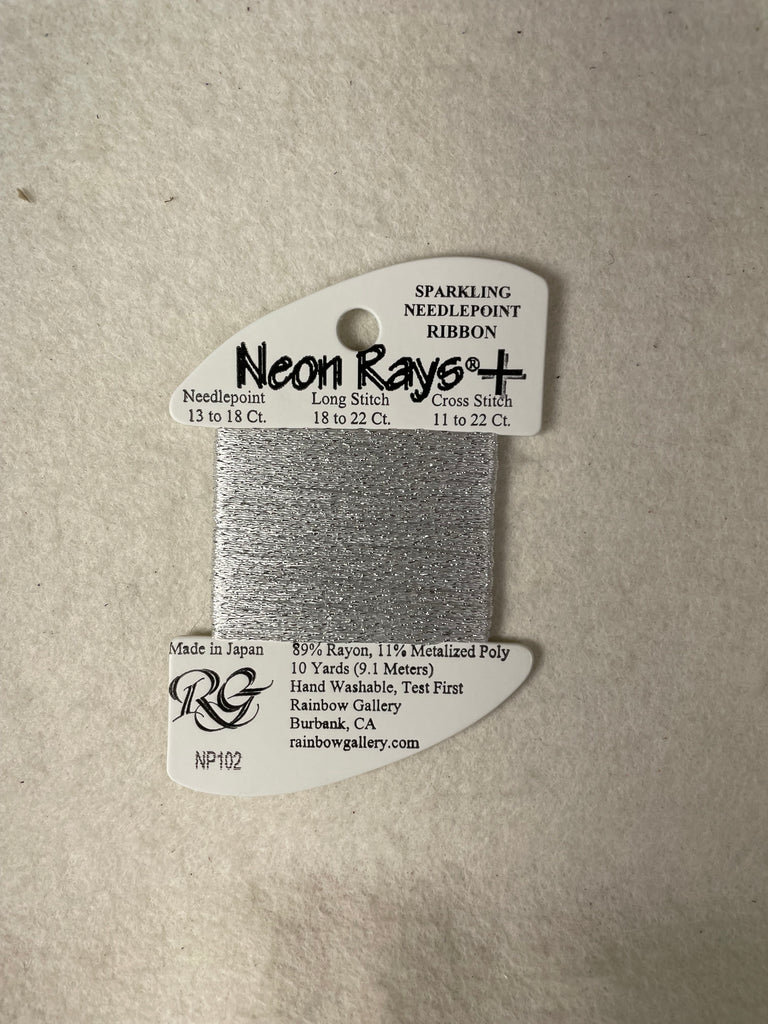 SPARKLING
NEEDLEPOINT
RIBBON
Neon Rays®+
Needlepoint Long Stitch Cross Stitch
13 to 18 Ct. 18 to 22 Ct. 11 to 22 Ct.
Made in Japan 89% Rayon, 11% Metalized Poly
10 Yards (9.1 Meters)
Hand Washable, Test First
RG Rainbow Gallery
Burbank, CA
rainbowgallery.com
NP102